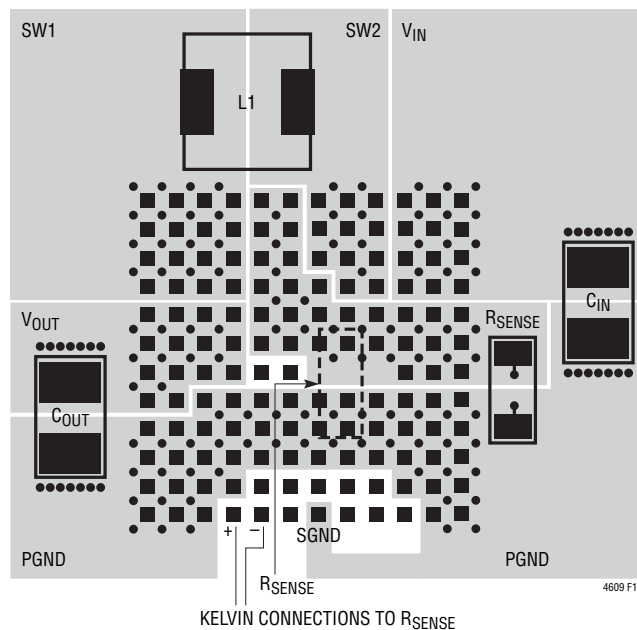 SW1
SW2
VIN
L1
CIN
VOUT
RSENSE
COUT
+ −
SGND
PGND
PGND
RSENSE
4609 F1
KELVIN CONNECTIONS TO RSENSE